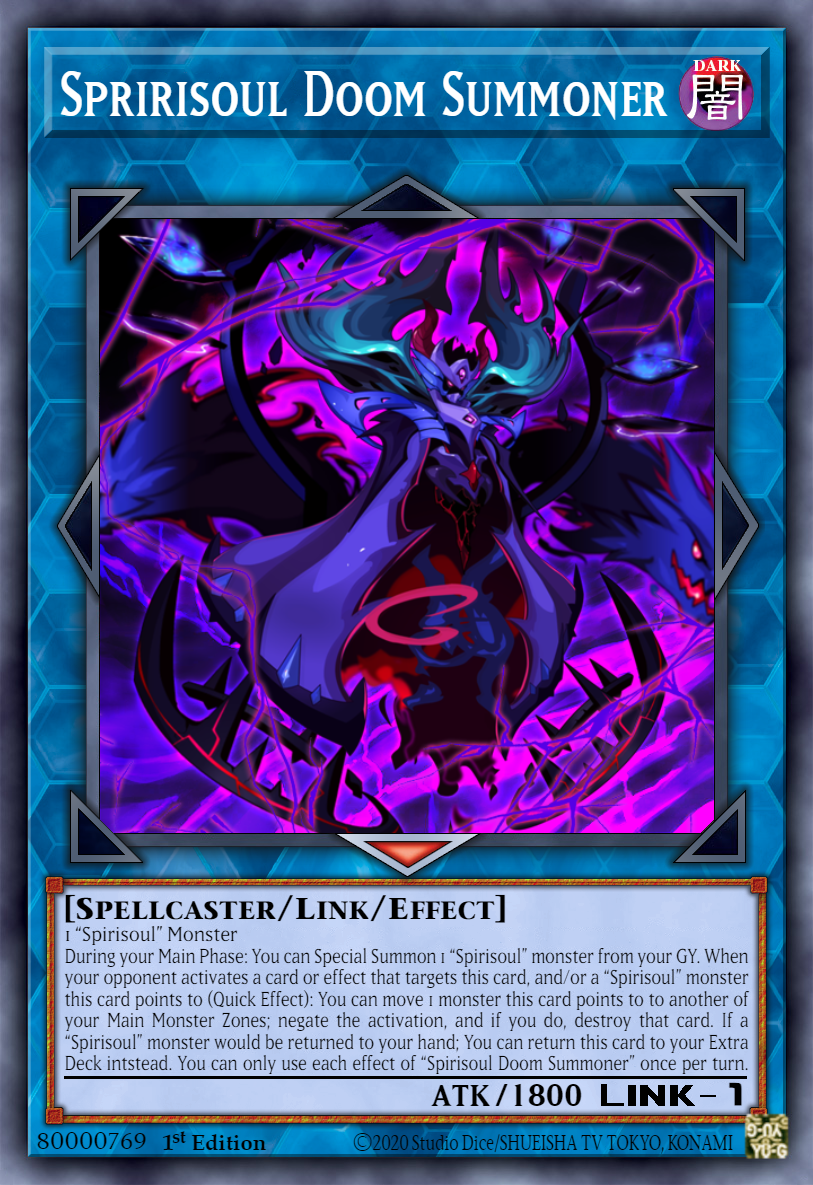 SPRIRISOUL DOOM SUMMONER
DARK
闇
[SPELLCASTER/LINK/EFFECT]
1 “Spirisoul” Monster
During your Main Phase: You can Special Summon 1 “Spirisoul” monster from your GY. When
your opponent activates a card or effect that targets this card, and/or a “Spirisoul” monster
this card points to (Quick Effect): You can move 1 monster this card points to to another of
your Main Monster Zones; negate the activation, and if you do, destroy that card. If a
“Spirisoul” monster would be returned to your hand; You can return this card to your Extra
Deck intstead. You can only use each effect of “Spirisoul Doom Summoner” once per turn.
ATK/1800 LINK-1
80000769 1st Edition ©2020 Studio Dice/SHUEISHA TV TOKYO, KONAMI